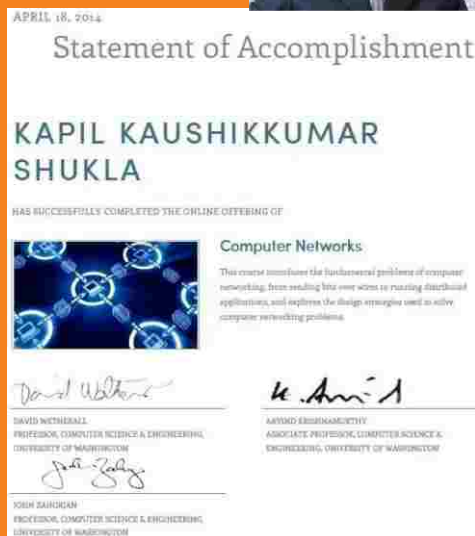 APRIL 18, 2014
Statement of Accomplishment
KAPIL KAUSHIKKUMAR
SHUKLA
HAS SUCCESSFULLY COMPLETED THE ONLINE OFFERING OF
Computer Networks
This course introduces the fundamental problems of computer
networking, from sending bits over wires to running distributed
applications, and explores the design strategies used to solve
computer networking problems.
DAVID WETHERALL
PROFESSOR, COMPUTER SCIENCE & ENGINEERING,
UNIVERSITY OF WASHINGTON
ARVIND KRISHNAMURTHY
ASSOCIATE PROFESSOR, COMPUTER SCIENCE &
ENGINEERING, UNIVERSITY OF WASHINGTON
JOHN ZAHORJAN
PROFESSOR, COMPUTER SCIENCE & ENGINEERING,
UNIVERSITY OF WASHINGTON